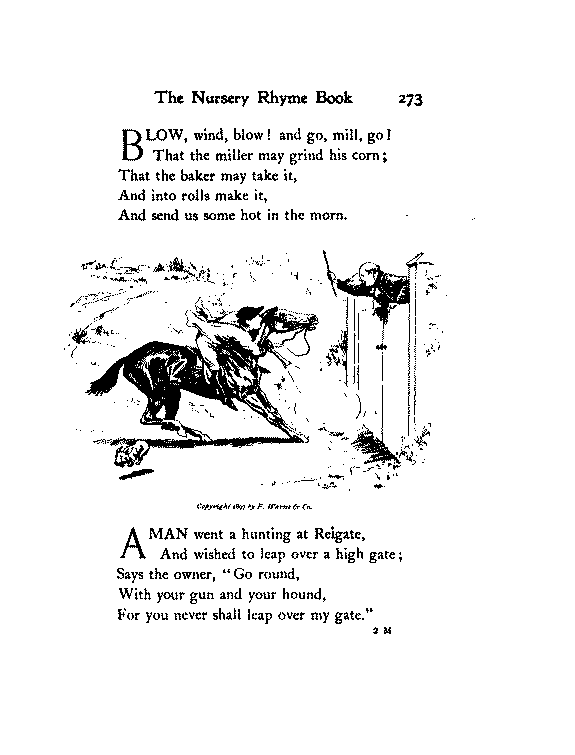 The Nursery Rhyme Book 273
BLOW, wind, blow! and go, mill, go!
That the miller may grind his corn;
That the baker may take it,
And into rolls make it,
And send us some hot in the morn.
Copyright 1897 by F. Warne & Co.
A MAN went a hunting at Reigate,
And wished to leap over a high gate;
Says the owner, "Go round,
With your gun and your hound,
For you never shall leap over my gate."
2 M